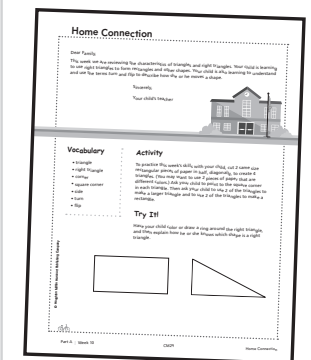 Home Connection
Dear Family,
This week we are reviewing the characteristics of triangles and right triangles. Your child is learning
to use right triangles to form rectangles and other shapes. Your child is also learning to understand
and use the terms turn and flip to describe how he or she moves a shape.
Sincerely,
Your child's teacher
Vocabulary
• triangle
• right triangle
• corner
• square corner
• side
• turn
• flip
Activity
To practice this week's skills with your child, cut 2 same size
rectangular pieces of paper in half, diagonally, to create 4
triangles. (You may want to use 2 pieces of paper that are
different colors.) Ask your child to point to the square corner
in each triangle. Then ask your child to use 2 of the triangles to make
a larger triangle and to use 2 of the triangles to make a
rectangle.
Try It!
Have your child color or draw a ring around the right triangle,
and then explain how he or she knows which shape is a right
triangle.
Part A : Week 15
Home Connection